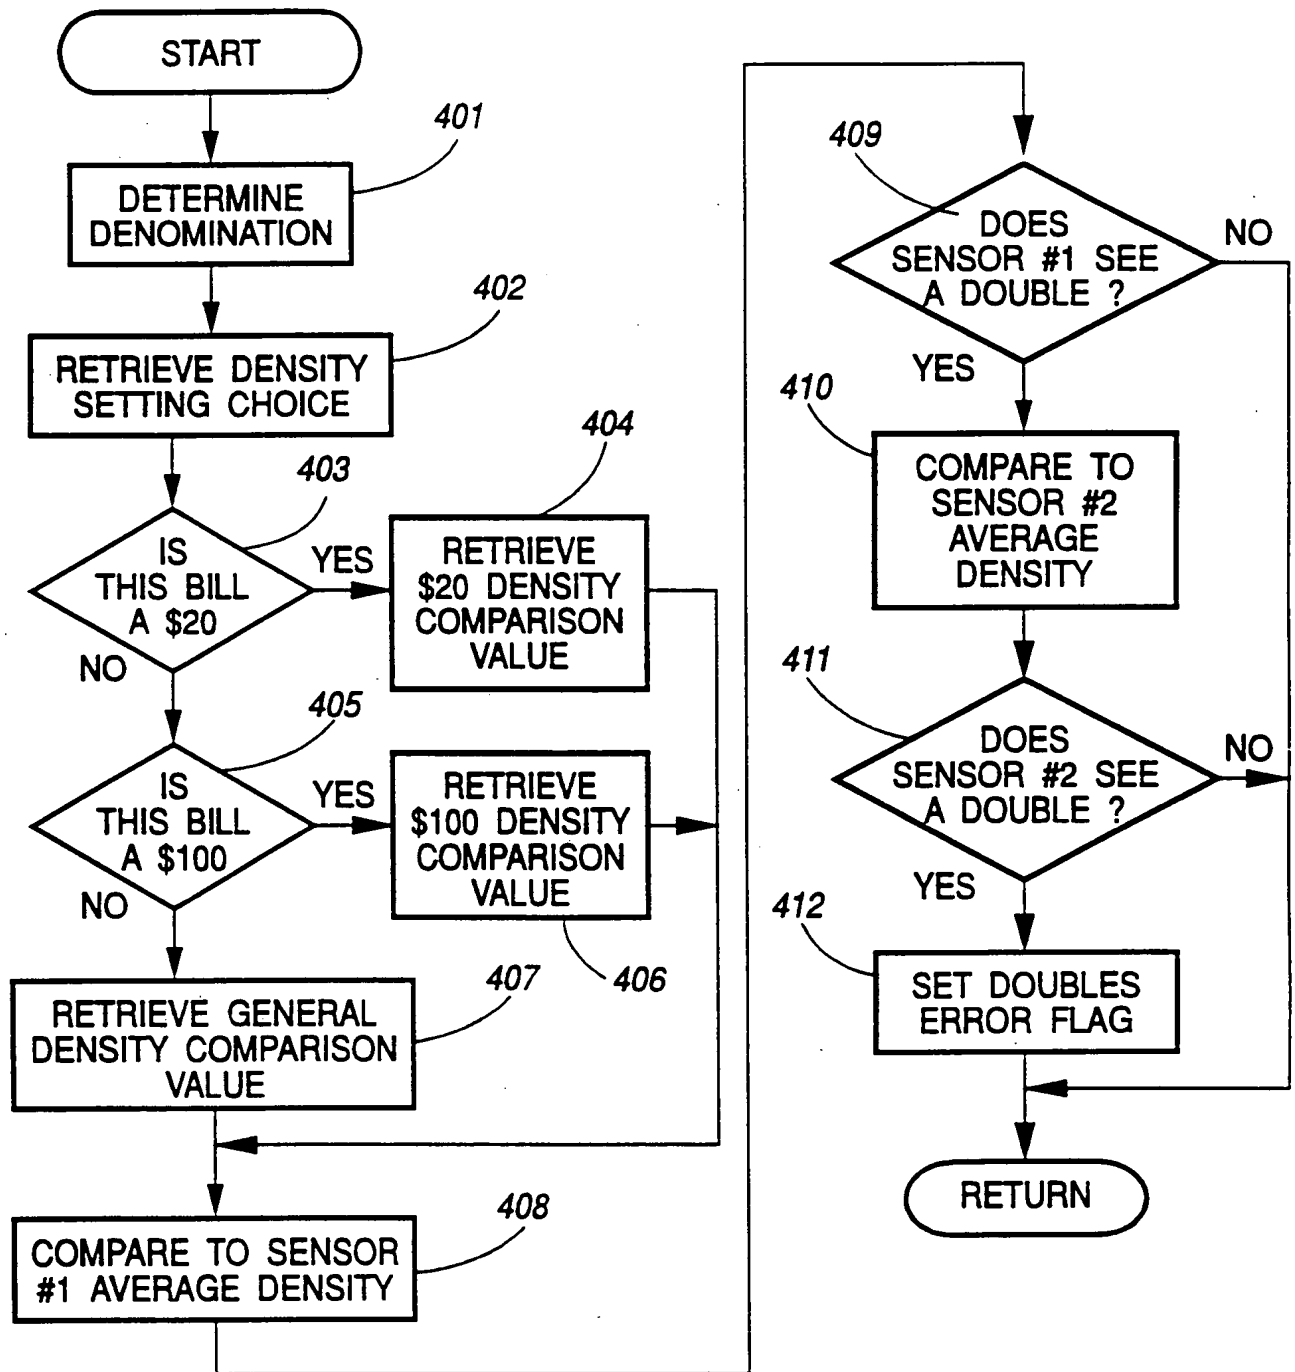 START
401
DETERMINE
DENOMINATION
402
RETRIEVE DENSITY
SETTING CHOICE
403
IS
THIS BILL
A $20
YES
NO
404
RETRIEVE
$20 DENSITY
COMPARISON
VALUE
405
IS
THIS BILL
A $100
YES
NO
RETRIEVE
$100 DENSITY
COMPARISON
VALUE
406
407
RETRIEVE GENERAL
DENSITY COMPARISON
VALUE
408
COMPARE TO SENSOR
#1 AVERAGE DENSITY
409
DOES
SENSOR #1 SEE
A DOUBLE ?
NO
YES
410
COMPARE TO
SENSOR #2
AVERAGE
DENSITY
411
DOES
SENSOR #2 SEE
A DOUBLE ?
NO
YES
412
SET DOUBLES
ERROR FLAG
RETURN